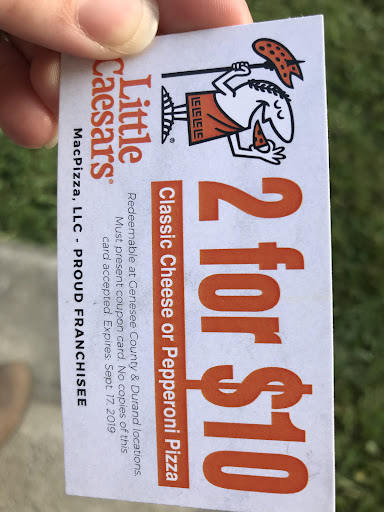 Little
Caesars®
2 for $10
Classic Cheese or Pepperoni Pizza
Redeemable at Genesee County & Durand locations.
Must present coupon card. No copies of this
card accepted. Expires: Sept. 17, 2019
MacPizza, LLC - PROUD FRANCHISEE